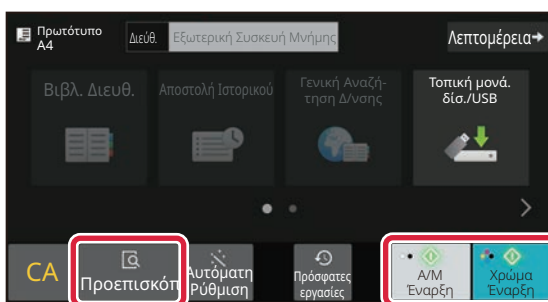 Πρωτότυπο
A4
Διεύθ.
Εξωτερική Συσκευή Μνήμης
Λεπτομέρεια
Βιβλ. Διευθ.
Αποστολή Ιστορικού
Γενική Αναζή-
τηση Δ/νσης
Τοπική μονά.
δίσ./USB
CA
Προεπισκόπ
Αυτόματη
Ρύθμιση
Πρόσφατες
εργασίες
Α/Μ
Έναρξη
Χρώμα
Έναρξη